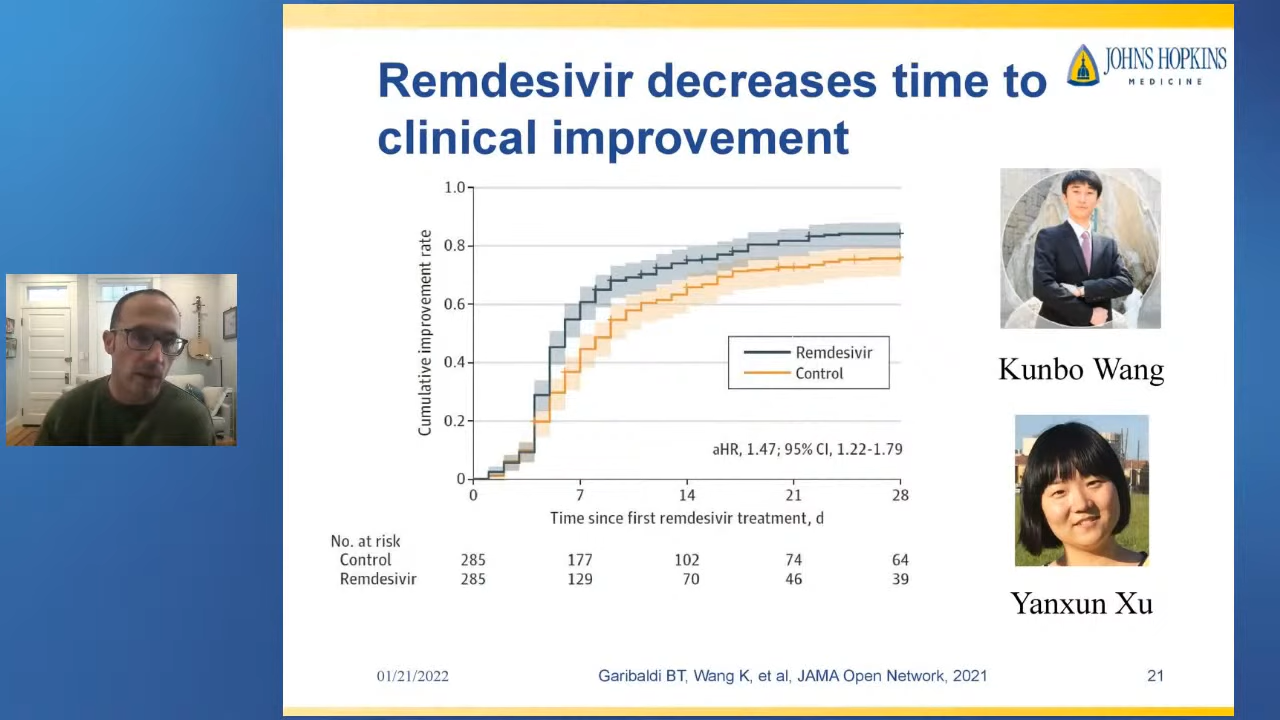 Remdesivir decreases time to
clinical improvement
JOHNS HOPKINS
MEDICINE
Cumulative improvement rate
1.0
0.8
0.6
0.4
0.2
0
Remdesivir
Control
aHR, 1.47; 95% CI, 1.22-1.79
0 7 14 21 28
Time since first remdesivir treatment, d
No. at risk
Control 285 177 102 74 64
Remdesivir 285 129 70 46 39
Kunbo Wang
Yanxun Xu
01/21/2022
Garibaldi BT, Wang K, et al, JAMA Open Network, 2021
21